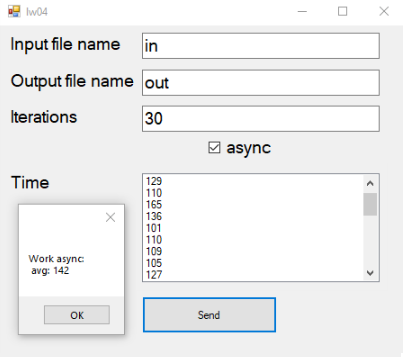 lw04
Input file name
in
Output file name
out
Iterations
30
async
Time
129
110
165
136
101
110
109
105
127
Work async:
avg: 142
OK
Send